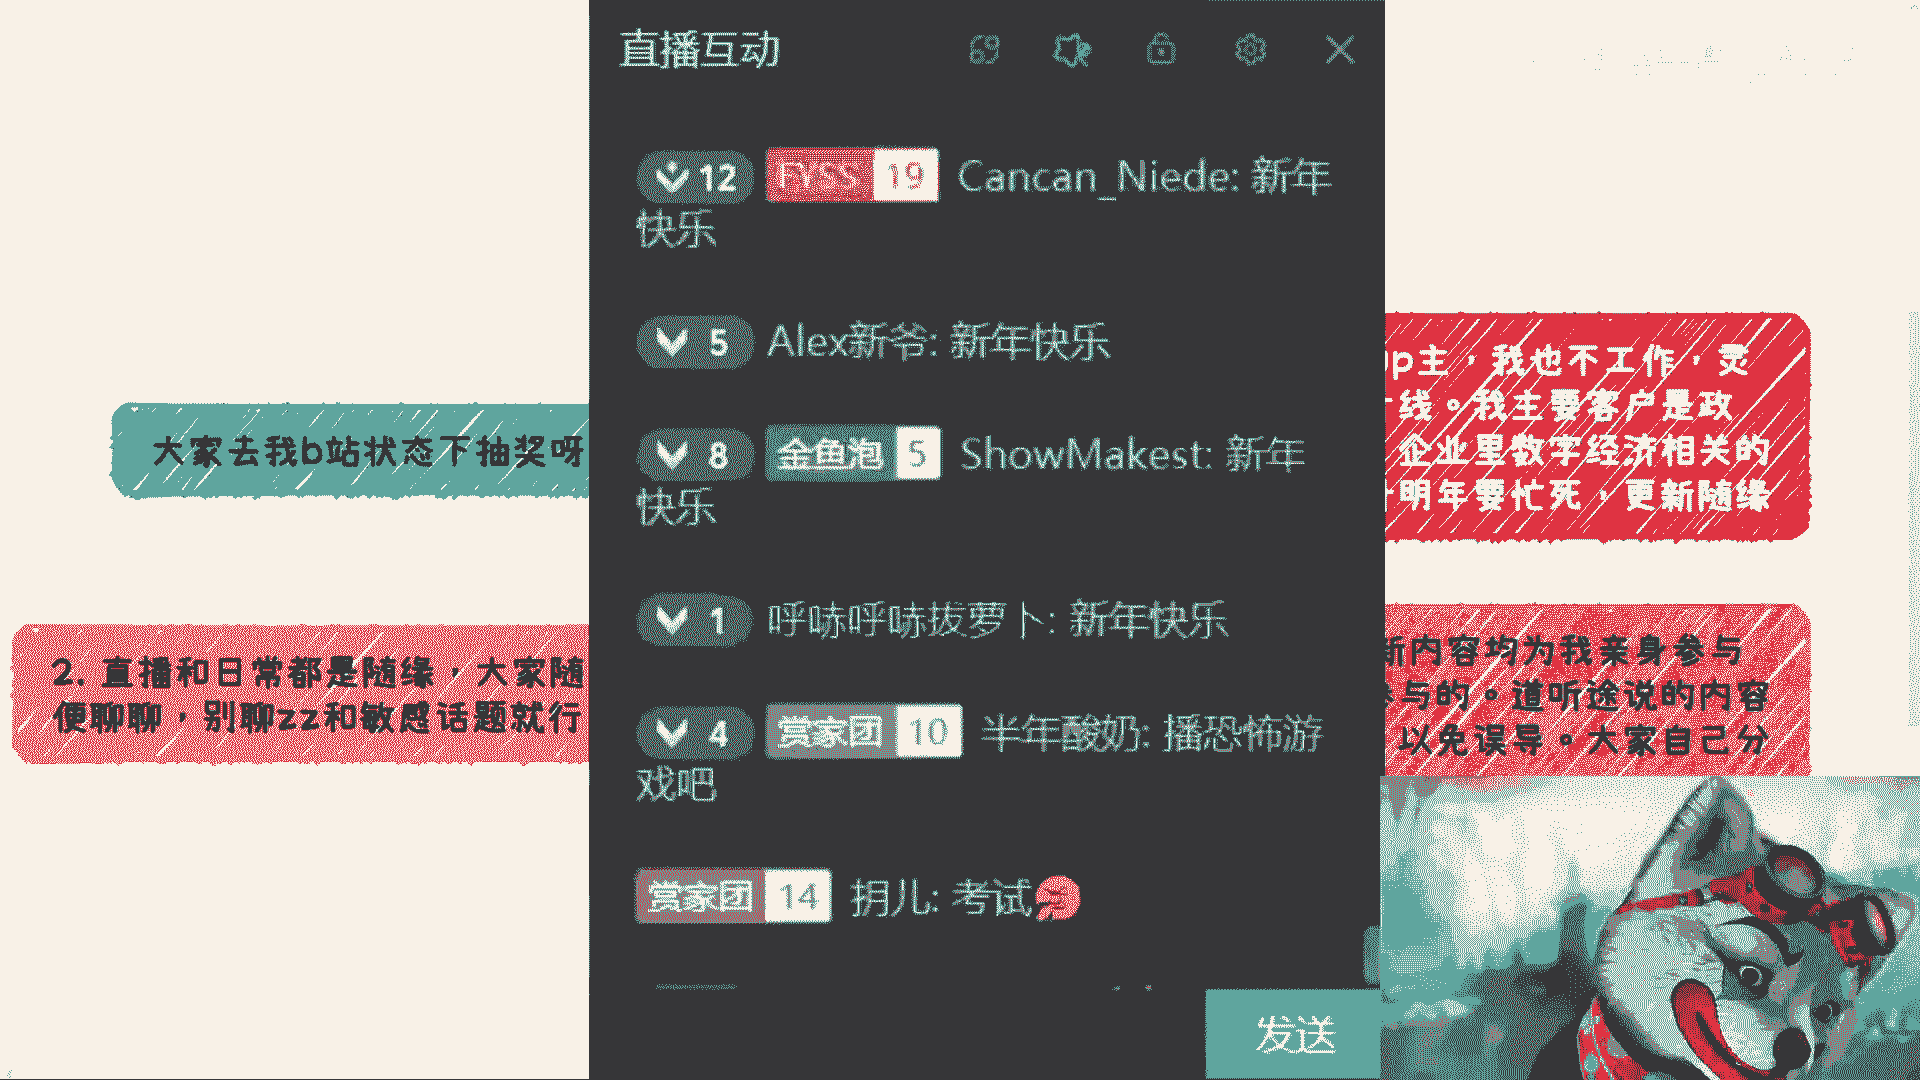 直播互动
12 FYSS 19 Cancan_Niede: 新年
快乐
5 Alex新爷: 新年快乐
8 金鱼泡 5 ShowMakest: 新年
快乐
1 呼哧呼哧拔萝卜: 新年快乐
4 赏家团 10 半年酸奶: 播恐怖游
戏吧
赏家团 14 抈儿: 考试
发送
大家去我b站状态下抽奖呀
2. 直播和日常都是随缘，大家随
便聊聊，别聊zz和敏感话题就行
up主，我也不工作，灵
线。我主要客户是政
企业里数字经济相关的
明年要忙死，更新随缘
新内容均为我亲身参与
与的。道听途说的内容
以免误导。大家自己分